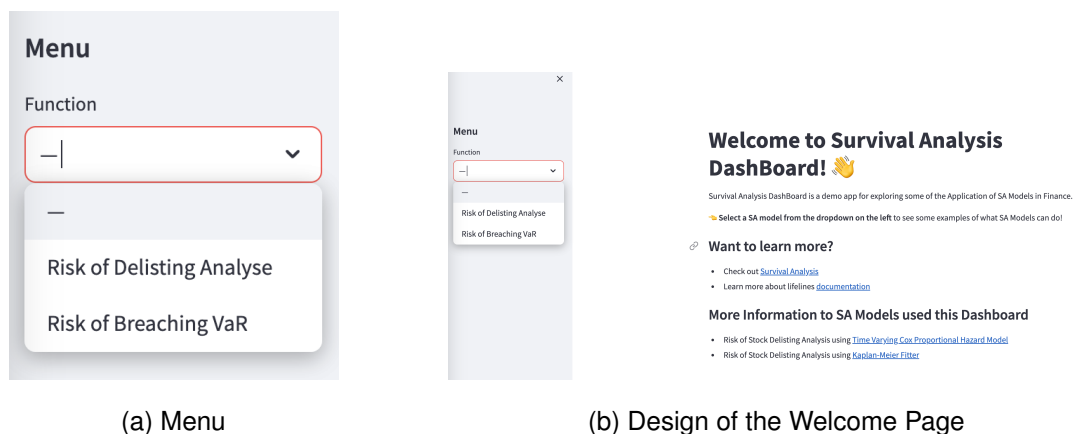 Menu
Function
—
—
Risk of Delisting Analyse
Risk of Breaching VaR
(a) Menu
×
Menu
Function
—
—
Risk of Delisting Analyse
Risk of Breaching VaR
Welcome to Survival Analysis
DashBoard! 👋
Survival Analysis DashBoard is a demo app for exploring some of the Application of SA Models in Finance.
👈 Select a SA model from the dropdown on the left to see some examples of what SA Models can do!
Want to learn more?
• Check out Survival Analysis
• Learn more about lifelines documentation
More Information to SA Models used this Dashboard
• Risk of Stock Delisting Analysis using Time Varying Cox Proportional Hazard Model
• Risk of Stock Delisting Analysis using Kaplan-Meier Fitter
(b) Design of the Welcome Page